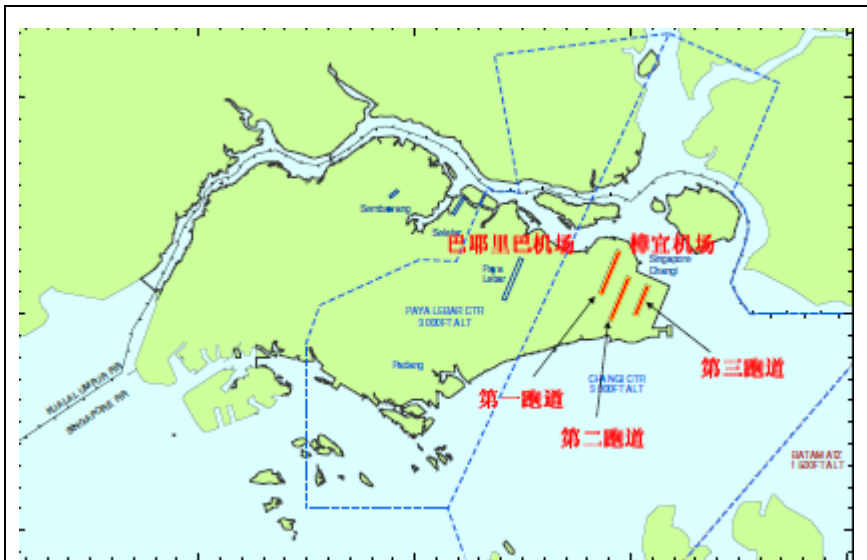 Sembawang
Seletar
巴耶里巴机场
樟宜机场
Singapore
Changi
Paya
Lebar
PAYA LEBAR CTR
3000FT ALT
Padang
第一跑道
第二跑道
第三跑道
CHANGI CTR
3000FT ALT
KUALA LUMPUR FIR
SINGAPORE FIR
BATAM ATZ
1500FT ALT